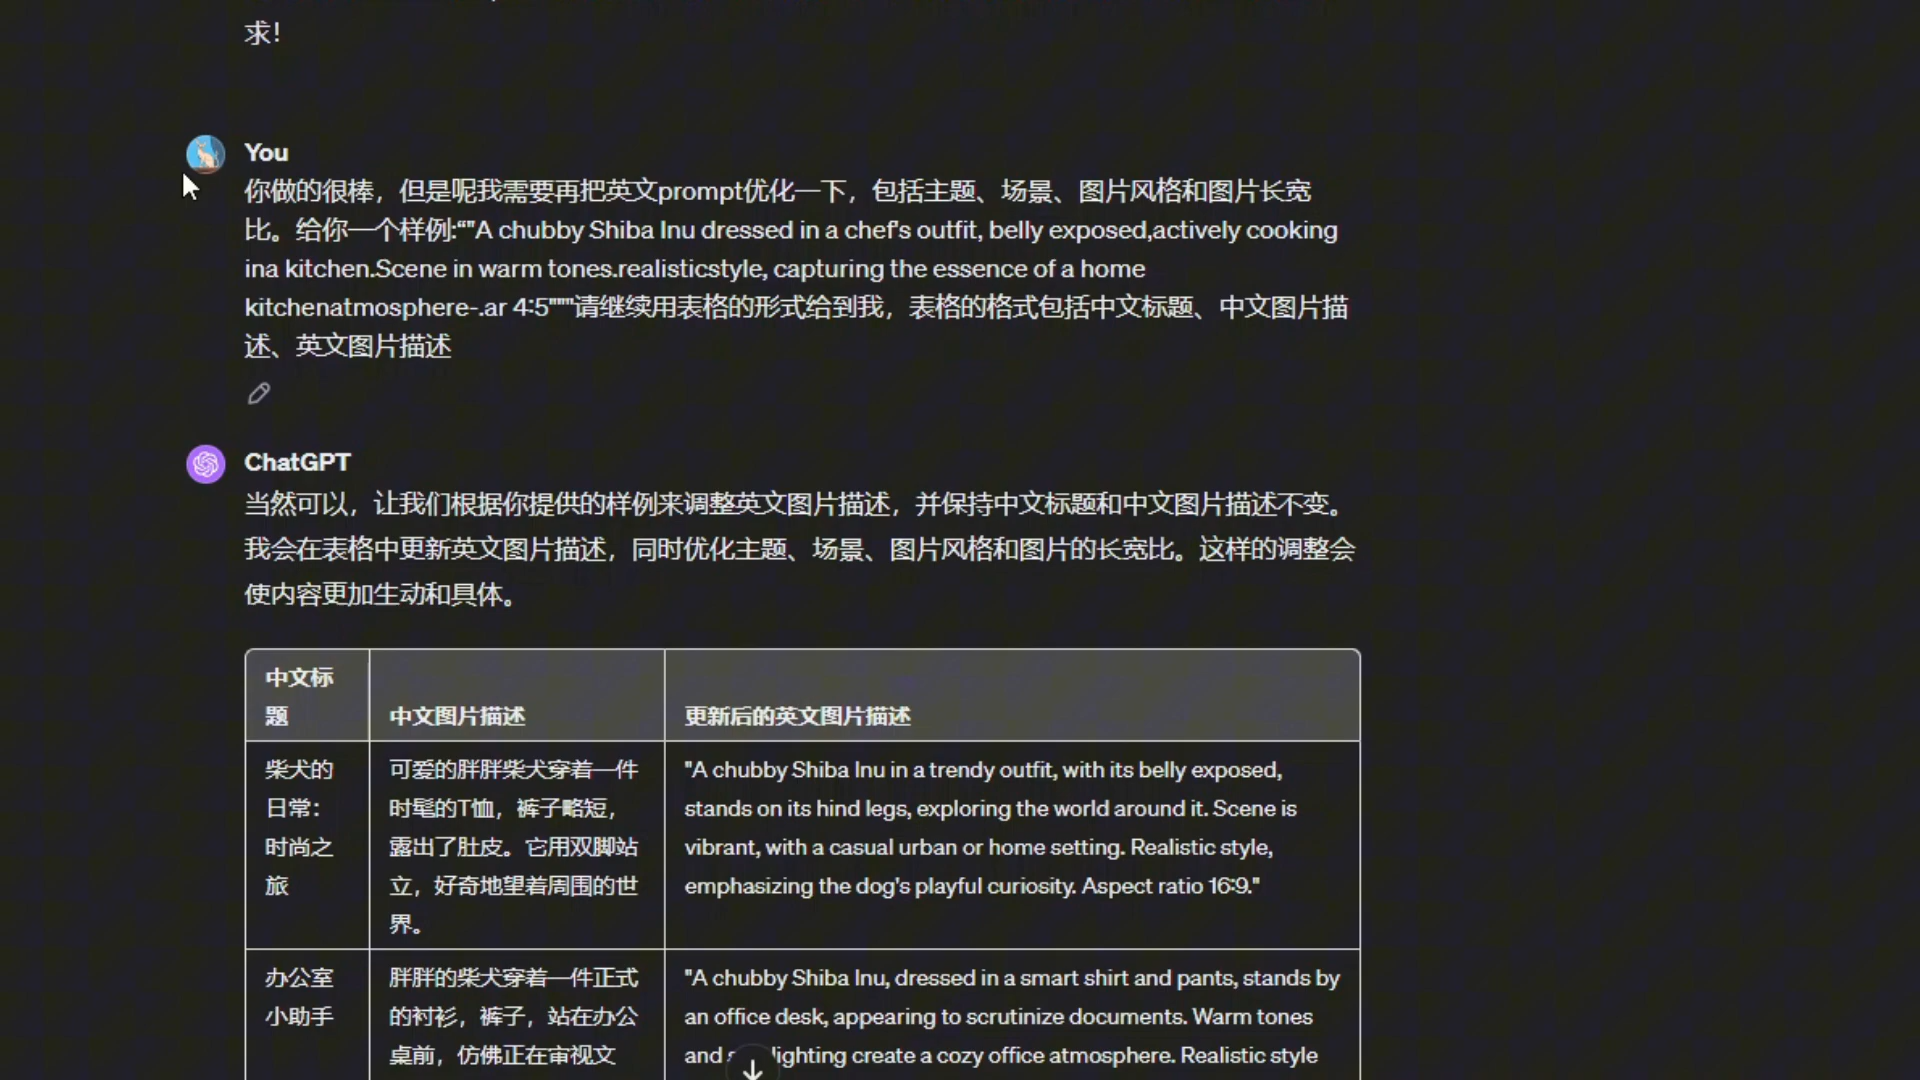 求!
You
你做的很棒，但是呢我需要再把英文prompt优化一下，包括主题、场景、图片风格和图片长宽
比。给你一个样例:“"A chubby Shiba Inu dressed in a chef's outfit, belly exposed,actively cooking
ina kitchen.Scene in warm tones.realisticstyle, capturing the essence of a home
kitchenatmosphere-.ar 4:5"""请继续用表格的形式给到我，表格的格式包括中文标题、中文图片描
述、英文图片描述
ChatGPT
当然可以，让我们根据你提供的样例来调整英文图片描述，并保持中文标题和中文图片描述不变。
我会在表格中更新英文图片描述，同时优化主题、场景、图片风格和图片的长宽比。这样的调整会
使内容更加生动和具体。
中文标
题
中文图片描述
更新后的英文图片描述
柴犬的
日常：
时尚之
旅
可爱的胖胖柴犬穿着一件
时髦的T恤，裤子略短，
露出了肚皮。它用双脚站
立，好奇地望着周围的世
界。
"A chubby Shiba Inu in a trendy outfit, with its belly exposed,
stands on its hind legs, exploring the world around it. Scene is
vibrant, with a casual urban or home setting. Realistic style,
emphasizing the dog's playful curiosity. Aspect ratio 16:9."
办公室
小助手
胖胖的柴犬穿着一件正式
的衬衫，裤子，站在办公
桌前，仿佛正在审视文
"A chubby Shiba Inu, dressed in a smart shirt and pants, stands by
an office desk, appearing to scrutinize documents. Warm tones
and lighting create a cozy office atmosphere. Realistic style